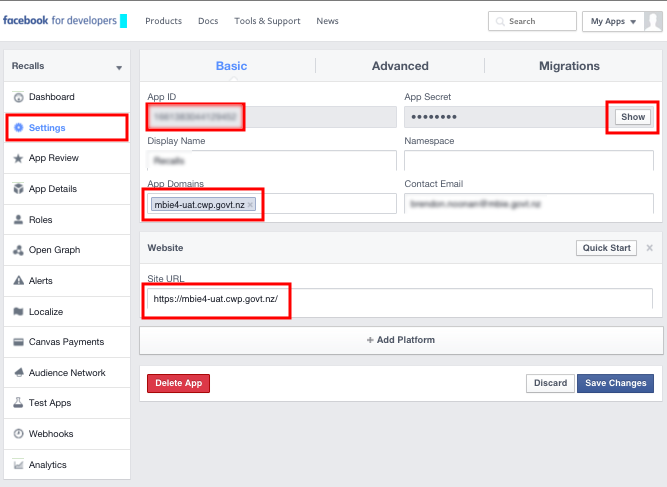 facebook for developers
Products
Docs
Tools & Support
News
Search
My Apps
Recalls
Dashboard
Settings
App Review
App Details
Roles
Open Graph
Alerts
Localize
Canvas Payments
Audience Network
Test Apps
Webhooks
Analytics
Basic
Advanced
Migrations
App ID
App Secret
Show
Display Name
Namespace
Recalls
App Domains
Contact Email
mbie4-uat.cwp.govt.nz
Website
Quick Start
Site URL
https://mbie4-uat.cwp.govt.nz/
+ Add Platform
Delete App
Discard
Save Changes